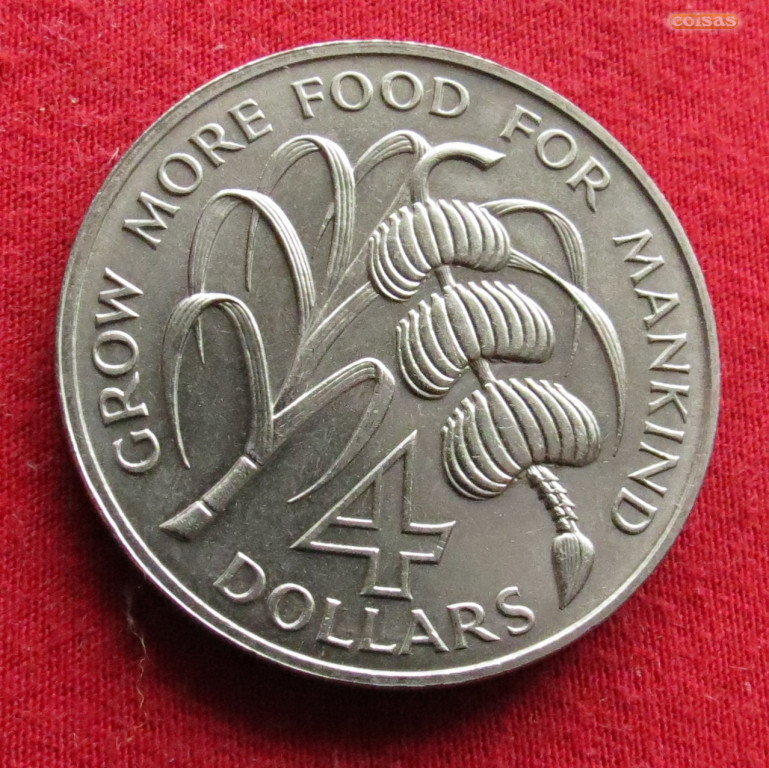 coisas
GROW MORE FOOD FOR MANKIND
4
DOLLARS